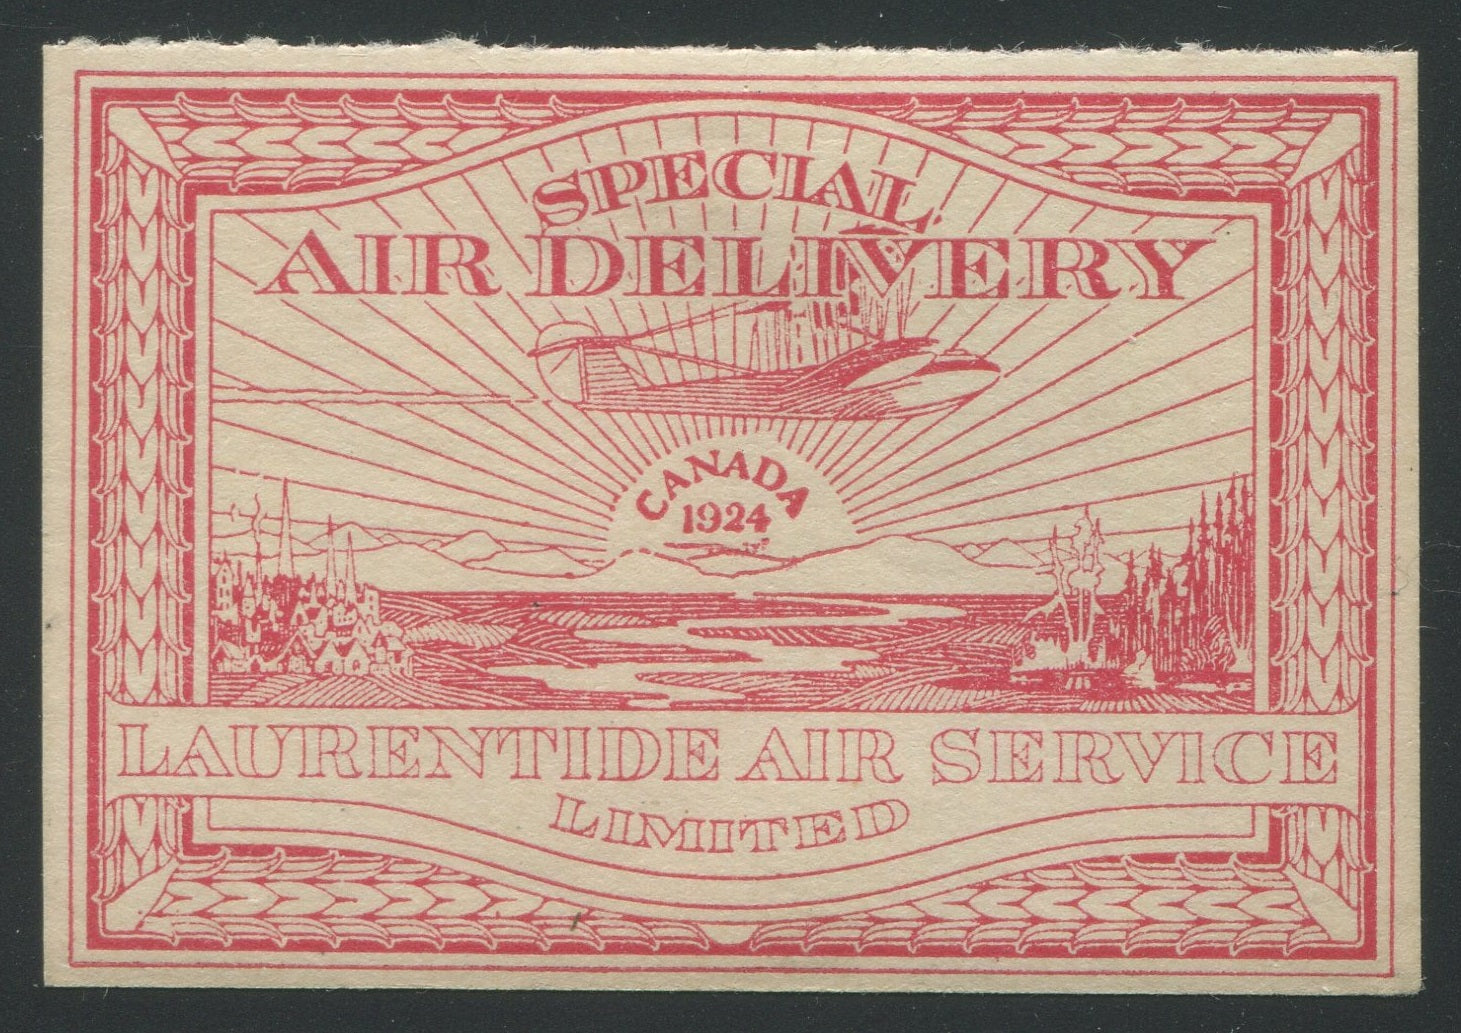 SPECIAL
AIR DELIVERY
CANADA
1924
LAURENTIDE AIR SERVICE
LIMITED